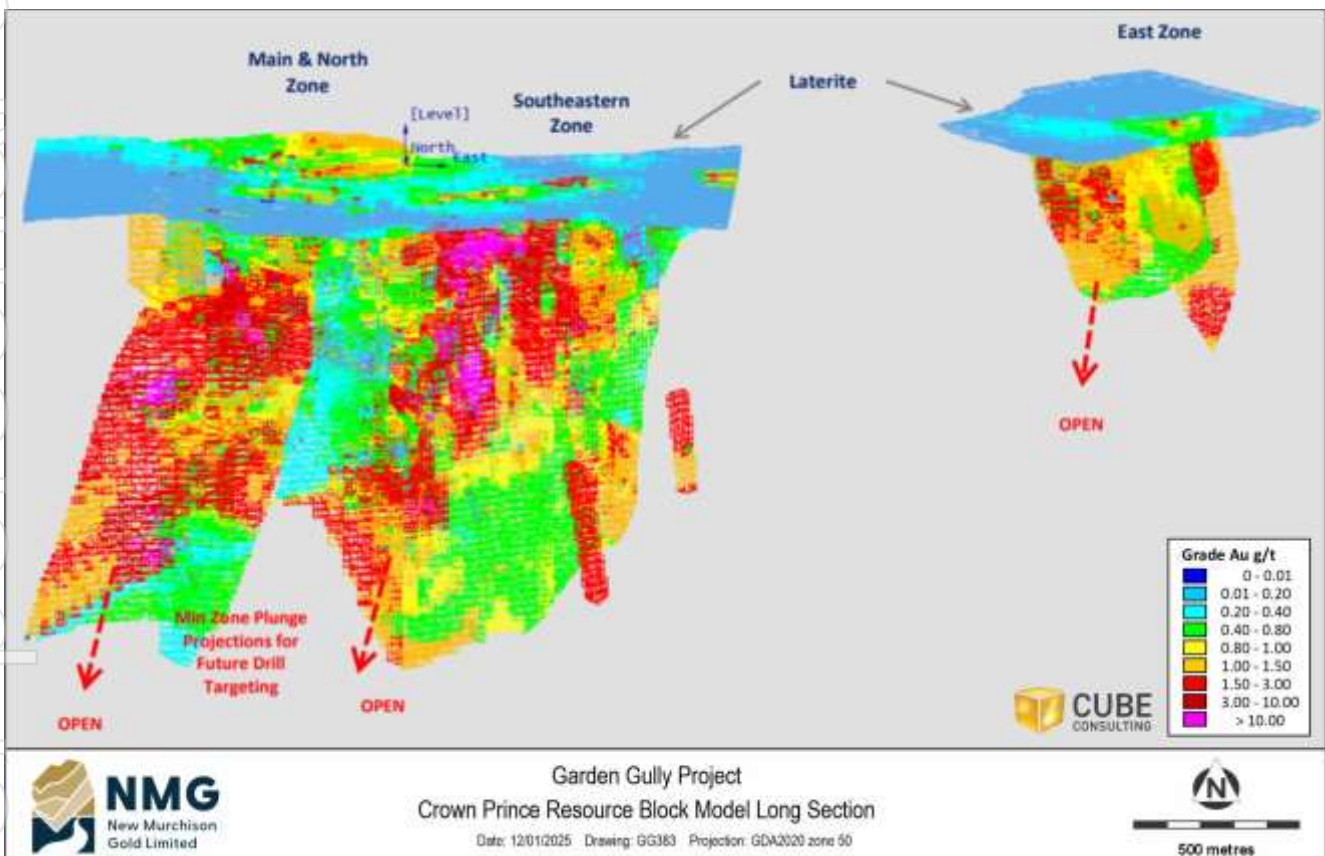 Main & North
Zone
[Level]
North
East
Southeastern
Zone
Laterite
East Zone
OPEN
Min Zone Plunge
Projections for
Future Drill
Targeting
OPEN
OPEN
Grade Au g/t
0 - 0.01
0.01 - 0.20
0.20 - 0.40
0.40 - 0.80
0.80 - 1.00
1.00 - 1.50
1.50 - 3.00
3.00 - 10.00
> 10.00
CUBE
CONSULTING
NMG
New Murchison
Gold Limited
Garden Gully Project
Crown Prince Resource Block Model Long Section
Date: 12/01/2025 Drawing: GG383 Projection: GDA2020 zone 50
N
500 metres